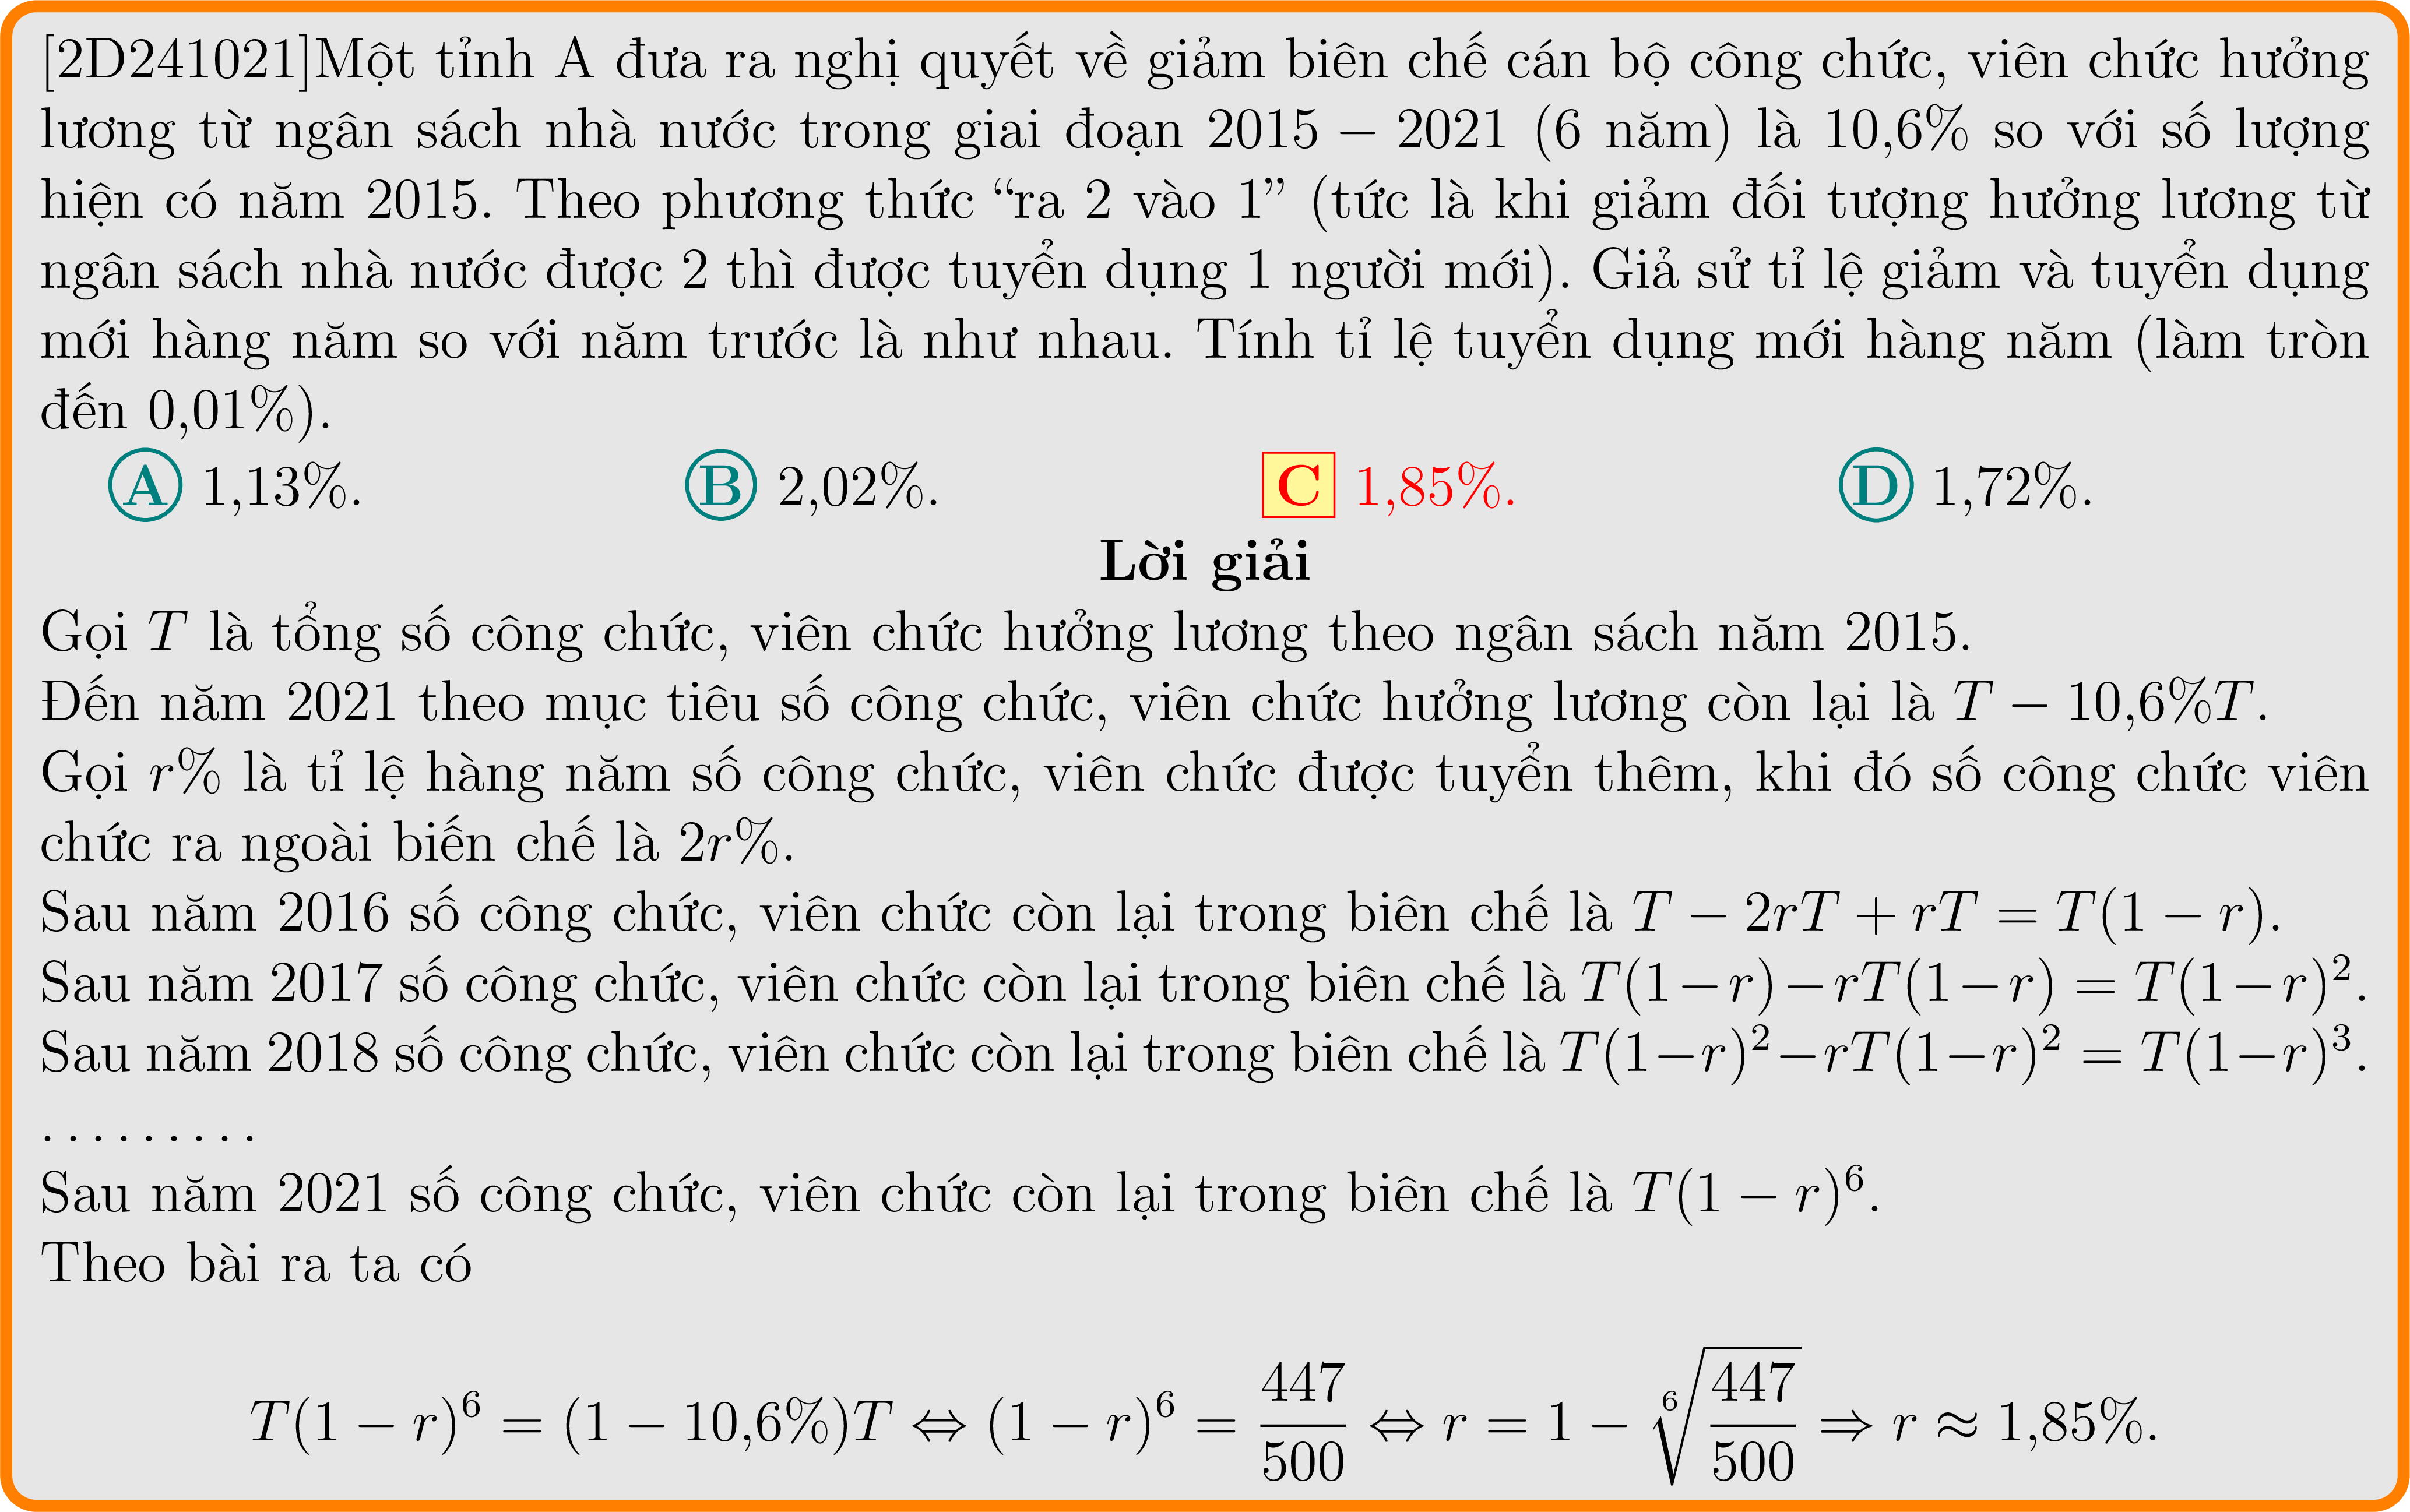 [2D241021]Một tỉnh A đưa ra nghị quyết về giảm biên chế cán bộ công chức, viên chức hưởng
lương từ ngân sách nhà nước trong giai đoạn 2015 − 2021 (6 năm) là 10,6% so với số lượng
hiện có năm 2015. Theo phương thức “ra 2 vào 1” (tức là khi giảm đối tượng hưởng lương từ
ngân sách nhà nước được 2 thì được tuyển dụng 1 người mới). Giả sử tỉ lệ giảm và tuyển dụng
mới hàng năm so với năm trước là như nhau. Tính tỉ lệ tuyển dụng mới hàng năm (làm tròn
đến 0,01%).
A 1,13%. B 2,02%. C 1,85%. D 1,72%.
Lời giải
Gọi T là tổng số công chức, viên chức hưởng lương theo ngân sách năm 2015.
Đến năm 2021 theo mục tiêu số công chức, viên chức hưởng lương còn lại là T − 10,6%T.
Gọi r% là tỉ lệ hàng năm số công chức, viên chức được tuyển thêm, khi đó số công chức viên
chức ra ngoài biến chế là 2r%.
Sau năm 2016 số công chức, viên chức còn lại trong biên chế là T − 2rT + rT = T(1 − r).
Sau năm 2017 số công chức, viên chức còn lại trong biên chế là T(1−r)−rT(1−r) = T(1−r)².
Sau năm 2018 số công chức, viên chức còn lại trong biên chế là T(1−r)²−rT(1−r)² = T(1−r)³.
.........
Sau năm 2021 số công chức, viên chức còn lại trong biên chế là T(1 − r)⁶.
Theo bài ra ta có
T(1 − r)⁶ = (1 − 10,6%)T ⇔ (1 − r)⁶ = 447/500 ⇔ r = 1 − ⁶√(447/500) ⇒ r ≈ 1,85%.